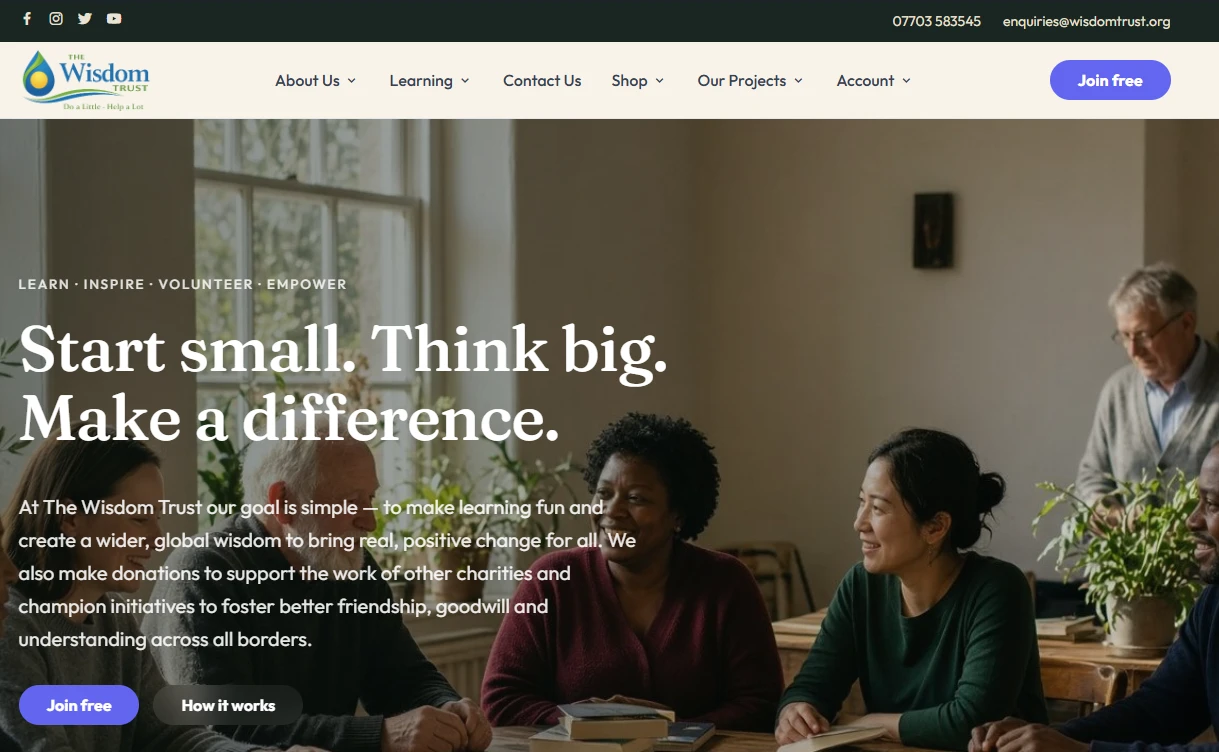 07703 583545
enquiries@wisdomtrust.org
THE
Wisdom
TRUST
Do a Little - Help a Lot
About Us
Learning
Contact Us
Shop
Our Projects
Account
Join free
LEARN · INSPIRE · VOLUNTEER · EMPOWER
Start small. Think big.
Make a difference.
At The Wisdom Trust our goal is simple — to make learning fun and
create a wider, global wisdom to bring real, positive change for all. We
also make donations to support the work of other charities and
champion initiatives to foster better friendship, goodwill and
understanding across all borders.
Join free
How it works